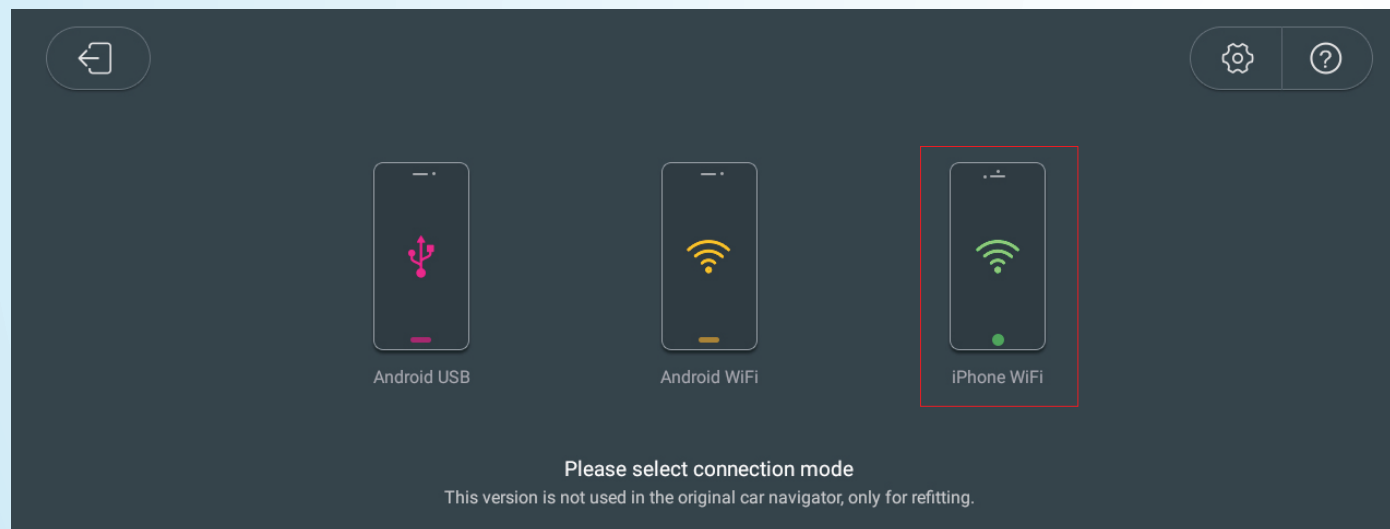 Android USB
Android WiFi
iPhone WiFi
Please select connection mode
This version is not used in the original car navigator, only for refitting.